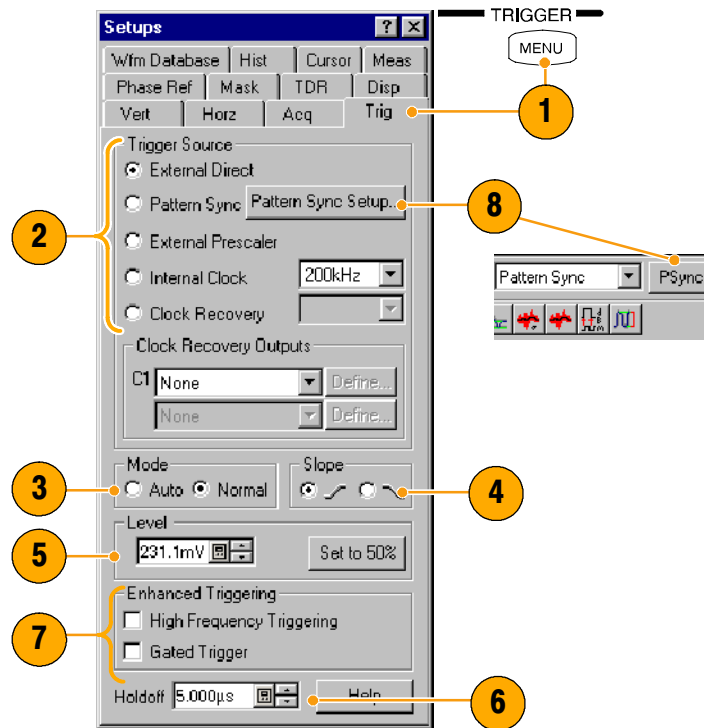 TRIGGER
MENU
1
Setups
Wfm Database Hist Cursor Meas
Phase Ref Mask TDR Disp
Vert Horz Acq Trig
Trigger Source
External Direct
Pattern Sync Pattern Sync Setup...
External Prescaler
Internal Clock 200kHz
Clock Recovery
2
8
Pattern Sync PSync
Clock Recovery Outputs
C1 None Define...
None Define...
Mode
Auto Normal
3
Slope
4
Level
231.1mV Set to 50%
5
Enhanced Triggering
High Frequency Triggering
Gated Trigger
7
Holdoff 5.000µs Help
6